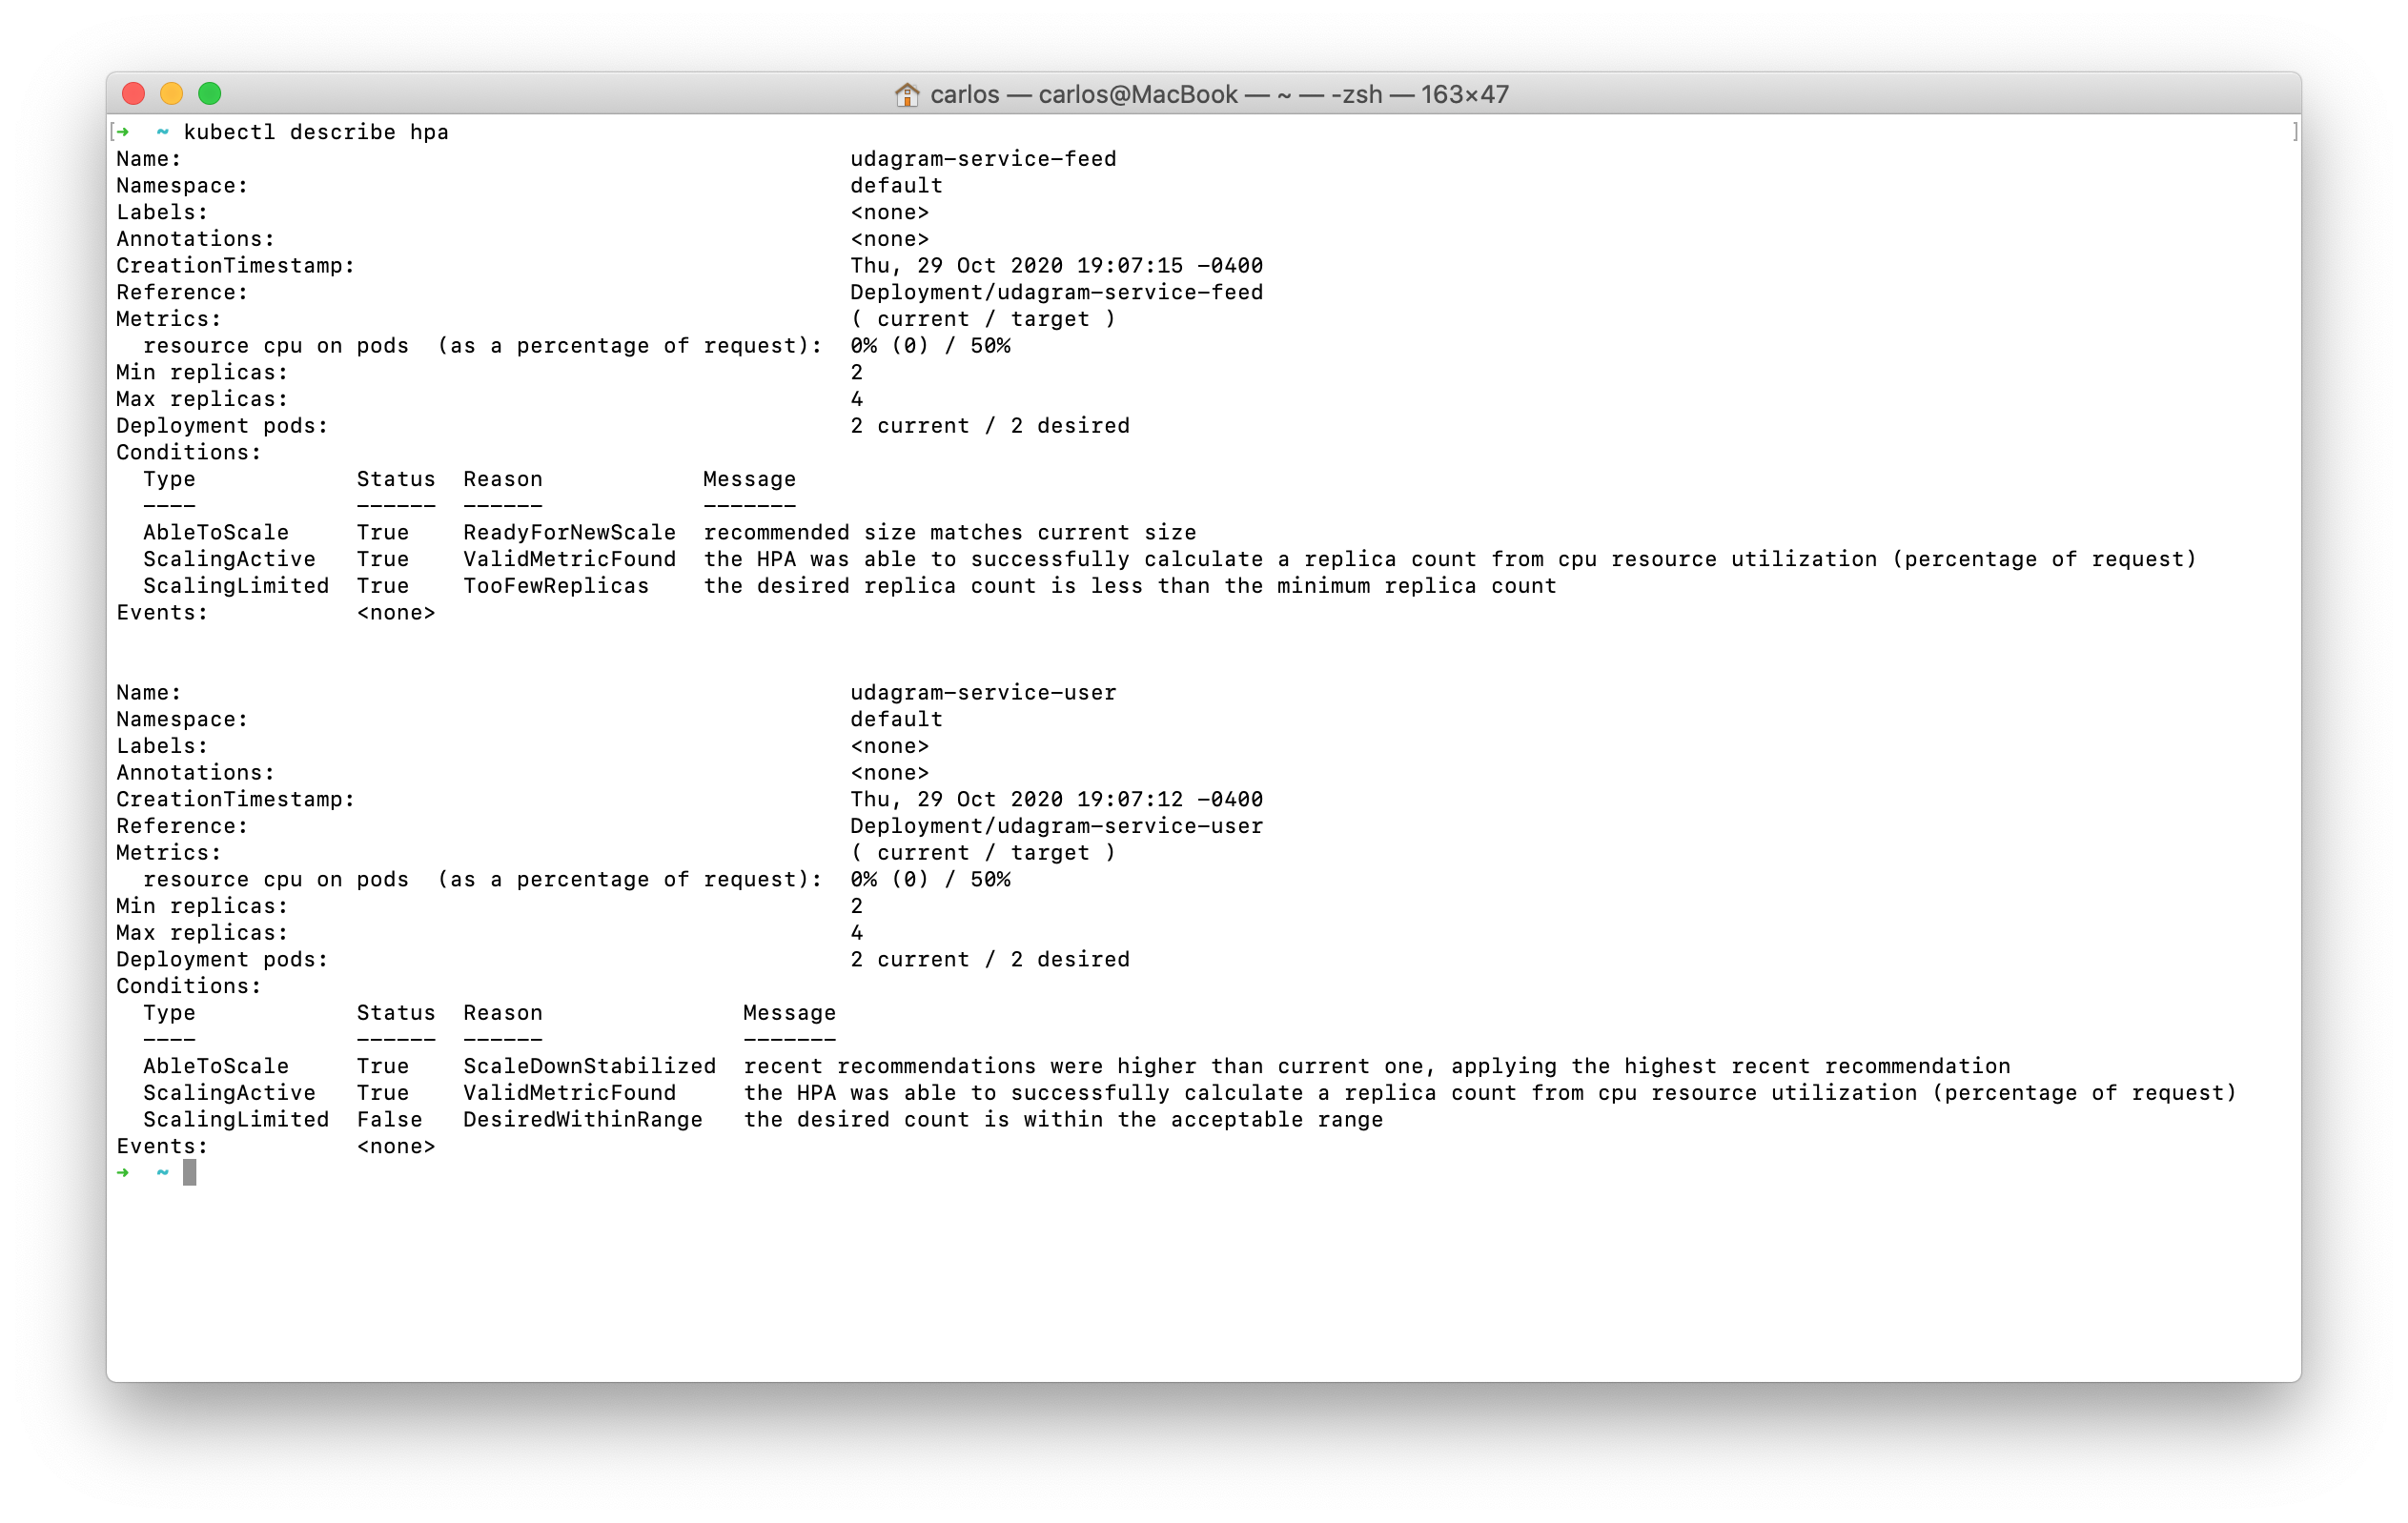 carlos — carlos@MacBook — ~ — -zsh — 163×47
[➜  ~ kubectl describe hpa ]
Name:                                                  udagram-service-feed
Namespace:                                             default
Labels:                                                <none>
Annotations:                                           <none>
CreationTimestamp:                                     Thu, 29 Oct 2020 19:07:15 -0400
Reference:                                             Deployment/udagram-service-feed
Metrics:                                               ( current / target )
  resource cpu on pods  (as a percentage of request):  0% (0) / 50%
Min replicas:                                          2
Max replicas:                                          4
Deployment pods:                                       2 current / 2 desired
Conditions:
  Type            Status  Reason            Message
  ----            ------  ------            -------
  AbleToScale     True    ReadyForNewScale  recommended size matches current size
  ScalingActive   True    ValidMetricFound  the HPA was able to successfully calculate a replica count from cpu resource utilization (percentage of request)
  ScalingLimited  True    TooFewReplicas    the desired replica count is less than the minimum replica count
Events:           <none>
Name:                                                  udagram-service-user
Namespace:                                             default
Labels:                                                <none>
Annotations:                                           <none>
CreationTimestamp:                                     Thu, 29 Oct 2020 19:07:12 -0400
Reference:                                             Deployment/udagram-service-user
Metrics:                                               ( current / target )
  resource cpu on pods  (as a percentage of request):  0% (0) / 50%
Min replicas:                                          2
Max replicas:                                          4
Deployment pods:                                       2 current / 2 desired
Conditions:
  Type            Status  Reason               Message
  ----            ------  ------               -------
  AbleToScale     True    ScaleDownStabilized  recent recommendations were higher than current one, applying the highest recent recommendation
  ScalingActive   True    ValidMetricFound     the HPA was able to successfully calculate a replica count from cpu resource utilization (percentage of request)
  ScalingLimited  False   DesiredWithinRange   the desired count is within the acceptable range
Events:           <none>
➜  ~